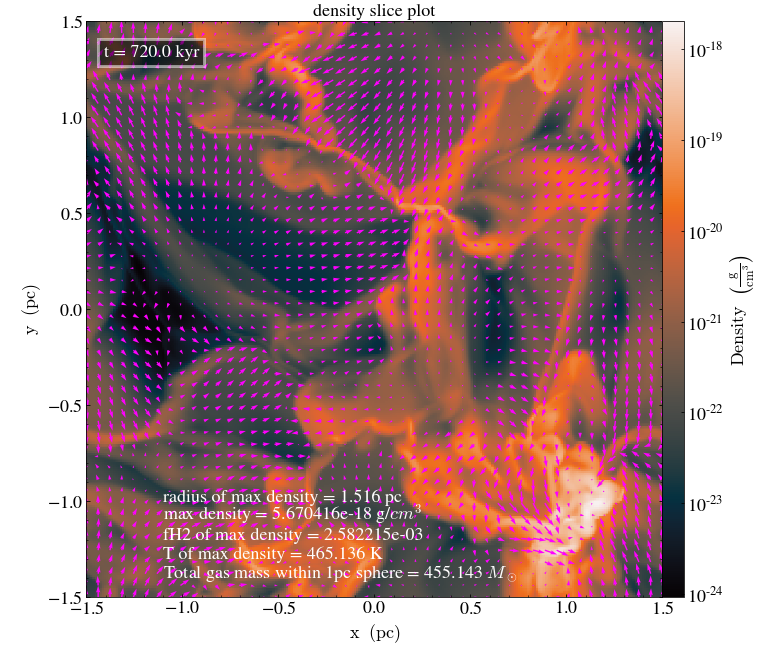 density slice plot
t = 720.0 kyr
1.5
1.0
0.5
0.0
−0.5
−1.0
−1.5
y (pc)
radius of max density = 1.516 pc
max density = 5.670416e-18 g/cm³
fH2 of max density = 2.582215e-03
T of max density = 465.136 K
Total gas mass within 1pc sphere = 455.143 M⊙
−1.5 −1.0 −0.5 0.0 0.5 1.0 1.5
x (pc)
10⁻¹⁸
10⁻¹⁹
10⁻²⁰
10⁻²¹
10⁻²²
10⁻²³
10⁻²⁴
Density (g/cm³)